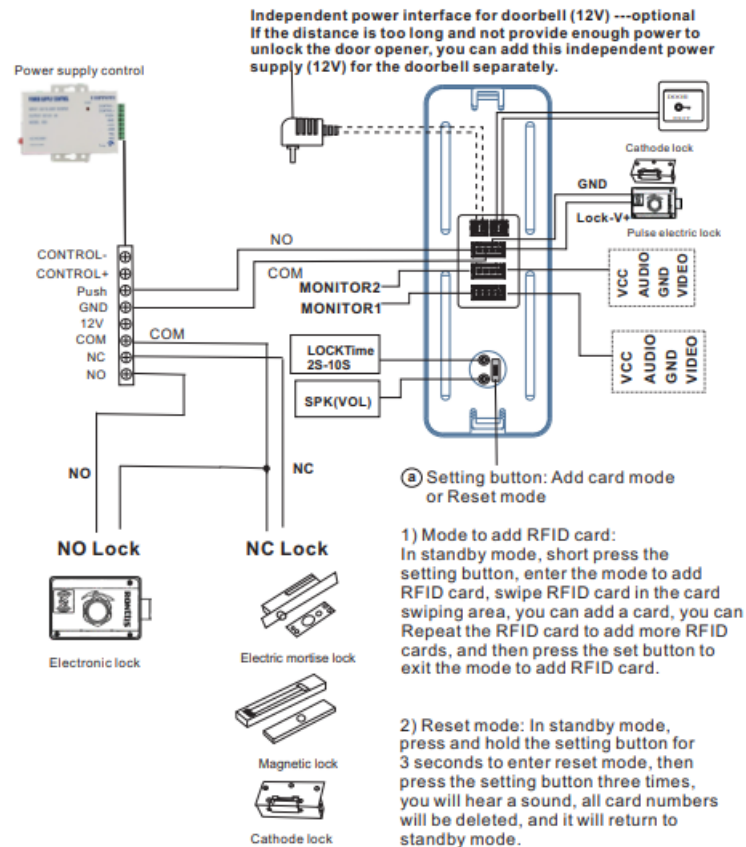 Independent power interface for doorbell (12V) ---optional
If the distance is too long and not provide enough power to
unlock the door opener, you can add this independent power
supply (12V) for the doorbell separately.
Power supply control
Cathode lock
GND
Lock-V+
Pulse electric lock
NO
COM
MONITOR2
MONITOR1
CONTROL-
CONTROL+
Push
GND
12V
COM
NC
NO
COM
VCC
AUDIO
GND
VIDEO
VCC
AUDIO
GND
VIDEO
LOCKTime
2S-10S
SPK(VOL)
NO
NC
a Setting button: Add card mode
or Reset mode
NO Lock
NC Lock
Electronic lock
Electric mortise lock
Magnetic lock
Cathode lock
1) Mode to add RFID card:
In standby mode, short press the
setting button, enter the mode to add
RFID card, swipe RFID card in the card
swiping area, you can add a card, you can
Repeat the RFID card to add more RFID
cards, and then press the set button to
exit the mode to add RFID card.
2) Reset mode: In standby mode,
press and hold the setting button for
3 seconds to enter reset mode, then
press the setting button three times,
you will hear a sound, all card numbers
will be deleted, and it will return to
standby mode.